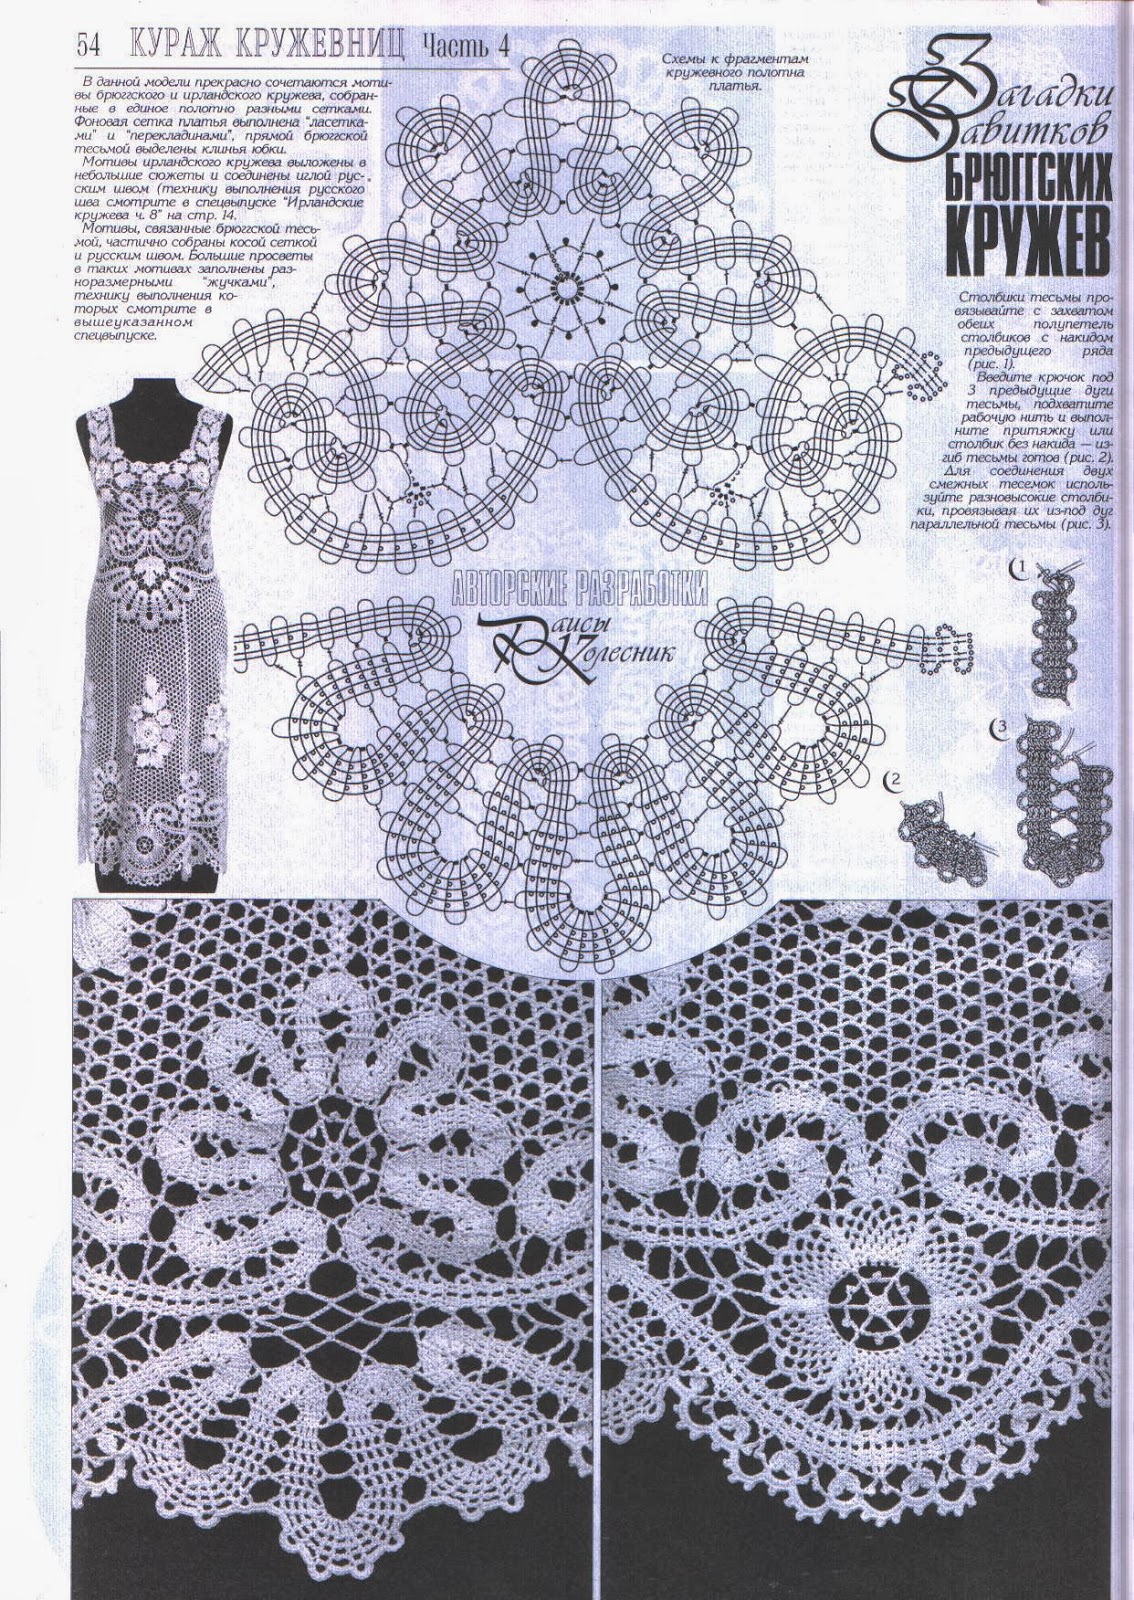 54 КУРАЖ КРУЖЕВНИЦ Часть 4
В данной модели прекрасно сочетаются моти-
вы брюггского и ирландского кружева, собран-
ные в единое полотно разными сетками.
Фоновая сетка платья выполнена "ласетка-
ми" и "перекладинами", прямой брюггской
тесьмой выделены клинья юбки.
Мотивы ирландского кружева выложены в
небольшие сюжеты и соединены иглой рус-
ским швом (технику выполнения русского
шва смотрите в спецвыпуске "Ирландские
кружева ч. 8" на стр. 14.
Мотивы, связанные брюггской тесь-
мой, частично собраны косой сеткой
и русским швом. Большие просветы
в таких мотивах заполнены раз-
норазмерными "жучками",
технику выполнения ко-
торых смотрите в
вышеуказанном
спецвыпуске.
Схемы к фрагментам
кружевного полотна
платья.
Загадки
Завитков
БРЮГГСКИХ
КРУЖЕВ
Столбики тесьмы про-
вязывайте с захватом
обеих полупетель
столбиков с накидом
предыдущего ряда
(рис. 1).
Введите крючок под
3 предыдущие дуги
тесьмы, подхватите
рабочую нить и выпол-
ните притяжку или
столбик без накида — из-
гиб тесьмы готов (рис. 2).
Для соединения двух
смежных тесемок исполь-
зуйте разновысокие столби-
ки, провязывая их из-под дуг
параллельной тесьмы (рис. 3).
АВТОРСКИЕ РАЗРАБОТКИ
Раисы
Колесник
1
3
2